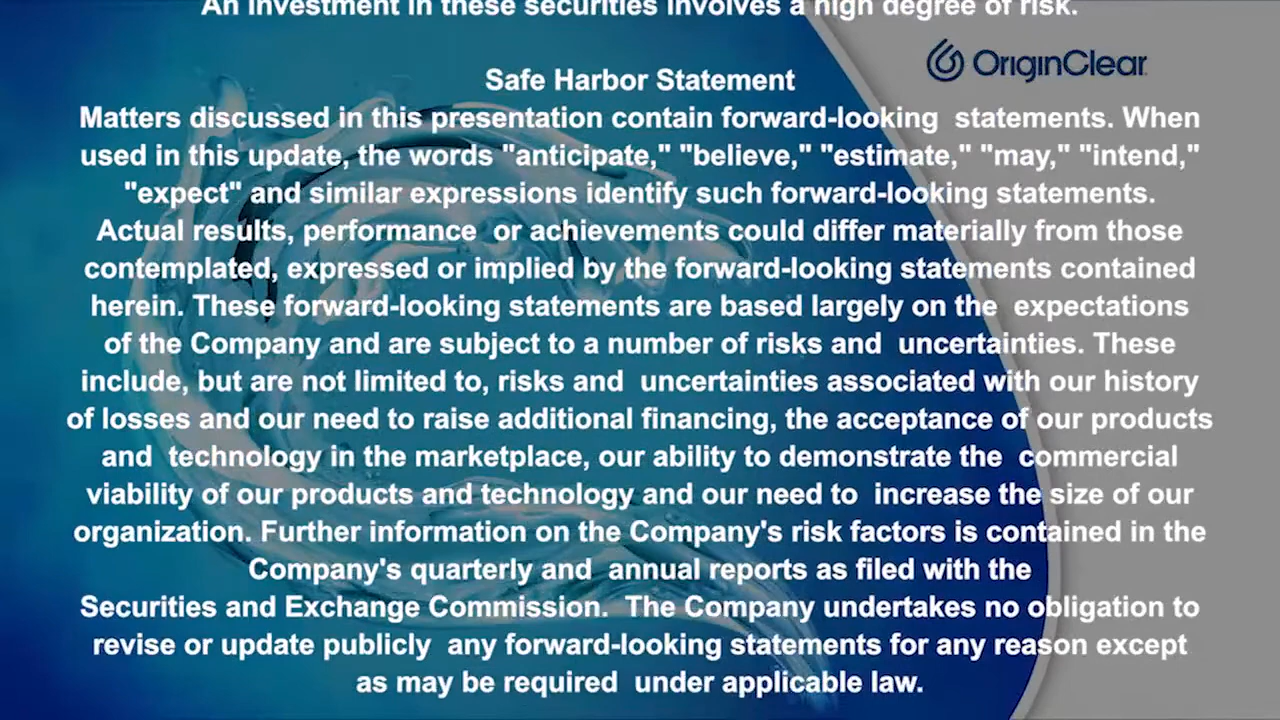 An investment in these securities involves a high degree of risk.
OriginClear
Safe Harbor Statement
Matters discussed in this presentation contain forward-looking  statements. When
used in this update, the words "anticipate," "believe," "estimate," "may," "intend,"
"expect" and similar expressions identify such forward-looking statements.
Actual results, performance  or achievements could differ materially from those
contemplated, expressed or implied by the forward-looking statements contained
herein. These forward-looking statements are based largely on the  expectations
of the Company and are subject to a number of risks and  uncertainties. These
include, but are not limited to, risks and  uncertainties associated with our history
of losses and our need to raise additional financing, the acceptance of our products
and  technology in the marketplace, our ability to demonstrate the  commercial
viability of our products and technology and our need to  increase the size of our
organization. Further information on the Company's risk factors is contained in the
Company's quarterly and  annual reports as filed with the
Securities and Exchange Commission.  The Company undertakes no obligation to
revise or update publicly  any forward-looking statements for any reason except
as may be required  under applicable law.